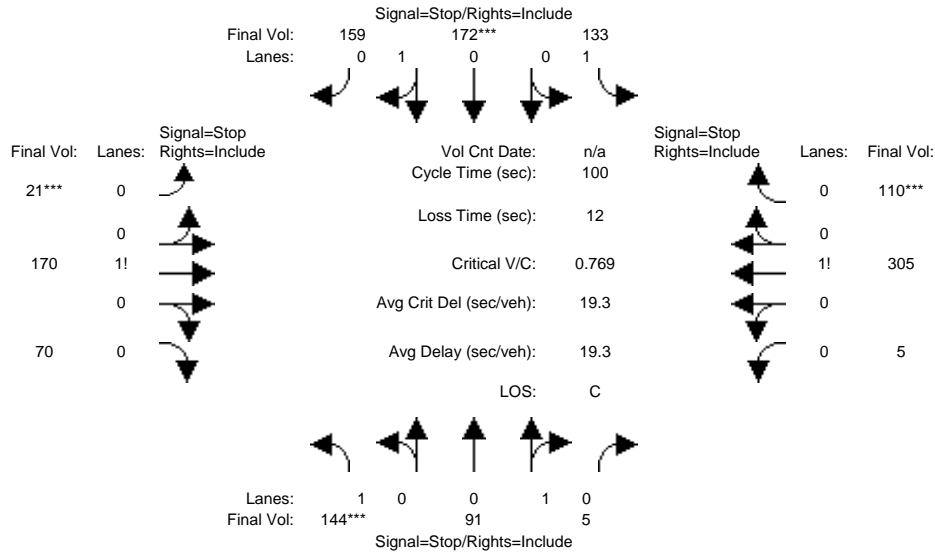 Signal=Stop/Rights=Include
Final Vol: 159 172*** 133
Lanes: 0 1 0 0 1
Signal=Stop
Final Vol: Lanes: Rights=Include
Vol Cnt Date: n/a
Signal=Stop
Rights=Include Lanes: Final Vol:
Cycle Time (sec): 100
21*** 0
0 110***
Loss Time (sec): 12
0
0
170 1!
Critical V/C: 0.769
1! 305
0
Avg Crit Del (sec/veh): 19.3
0
70 0
Avg Delay (sec/veh): 19.3
0 5
LOS: C
Lanes: 1 0 0 1 0
Final Vol: 144*** 91 5
Signal=Stop/Rights=Include